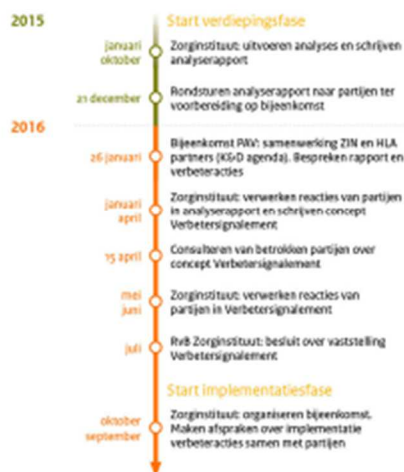 2015
Start verdiepingsfase
januari
oktober
Zorginstituut: uitvoeren analyses en schrijven
analyserapport
21 december
Rondsturen analyserapport naar partijen ter
voorbereiding op bijeenkomst
2016
26 januari
Bijeenkomst PAV: samenwerking ZIN en HLA
partners (K&D agenda). Bespreken rapport en
verbeteracties
januari
april
Zorginstituut: verwerken reacties van partijen
in analyserapport en schrijven concept
Verbetersignalement
15 april
Consulteren van betrokken partijen over
concept Verbetersignalement
mei
juni
Zorginstituut: verwerken reacties van
partijen in Verbetersignalement
juli
RvB Zorginstituut: besluit over vaststelling
Verbetersignalement
Start implementatiefase
oktober
september
Zorginstituut: organiseren bijeenkomst.
Maken afspraken over implementatie
verbeteracties samen met partijen